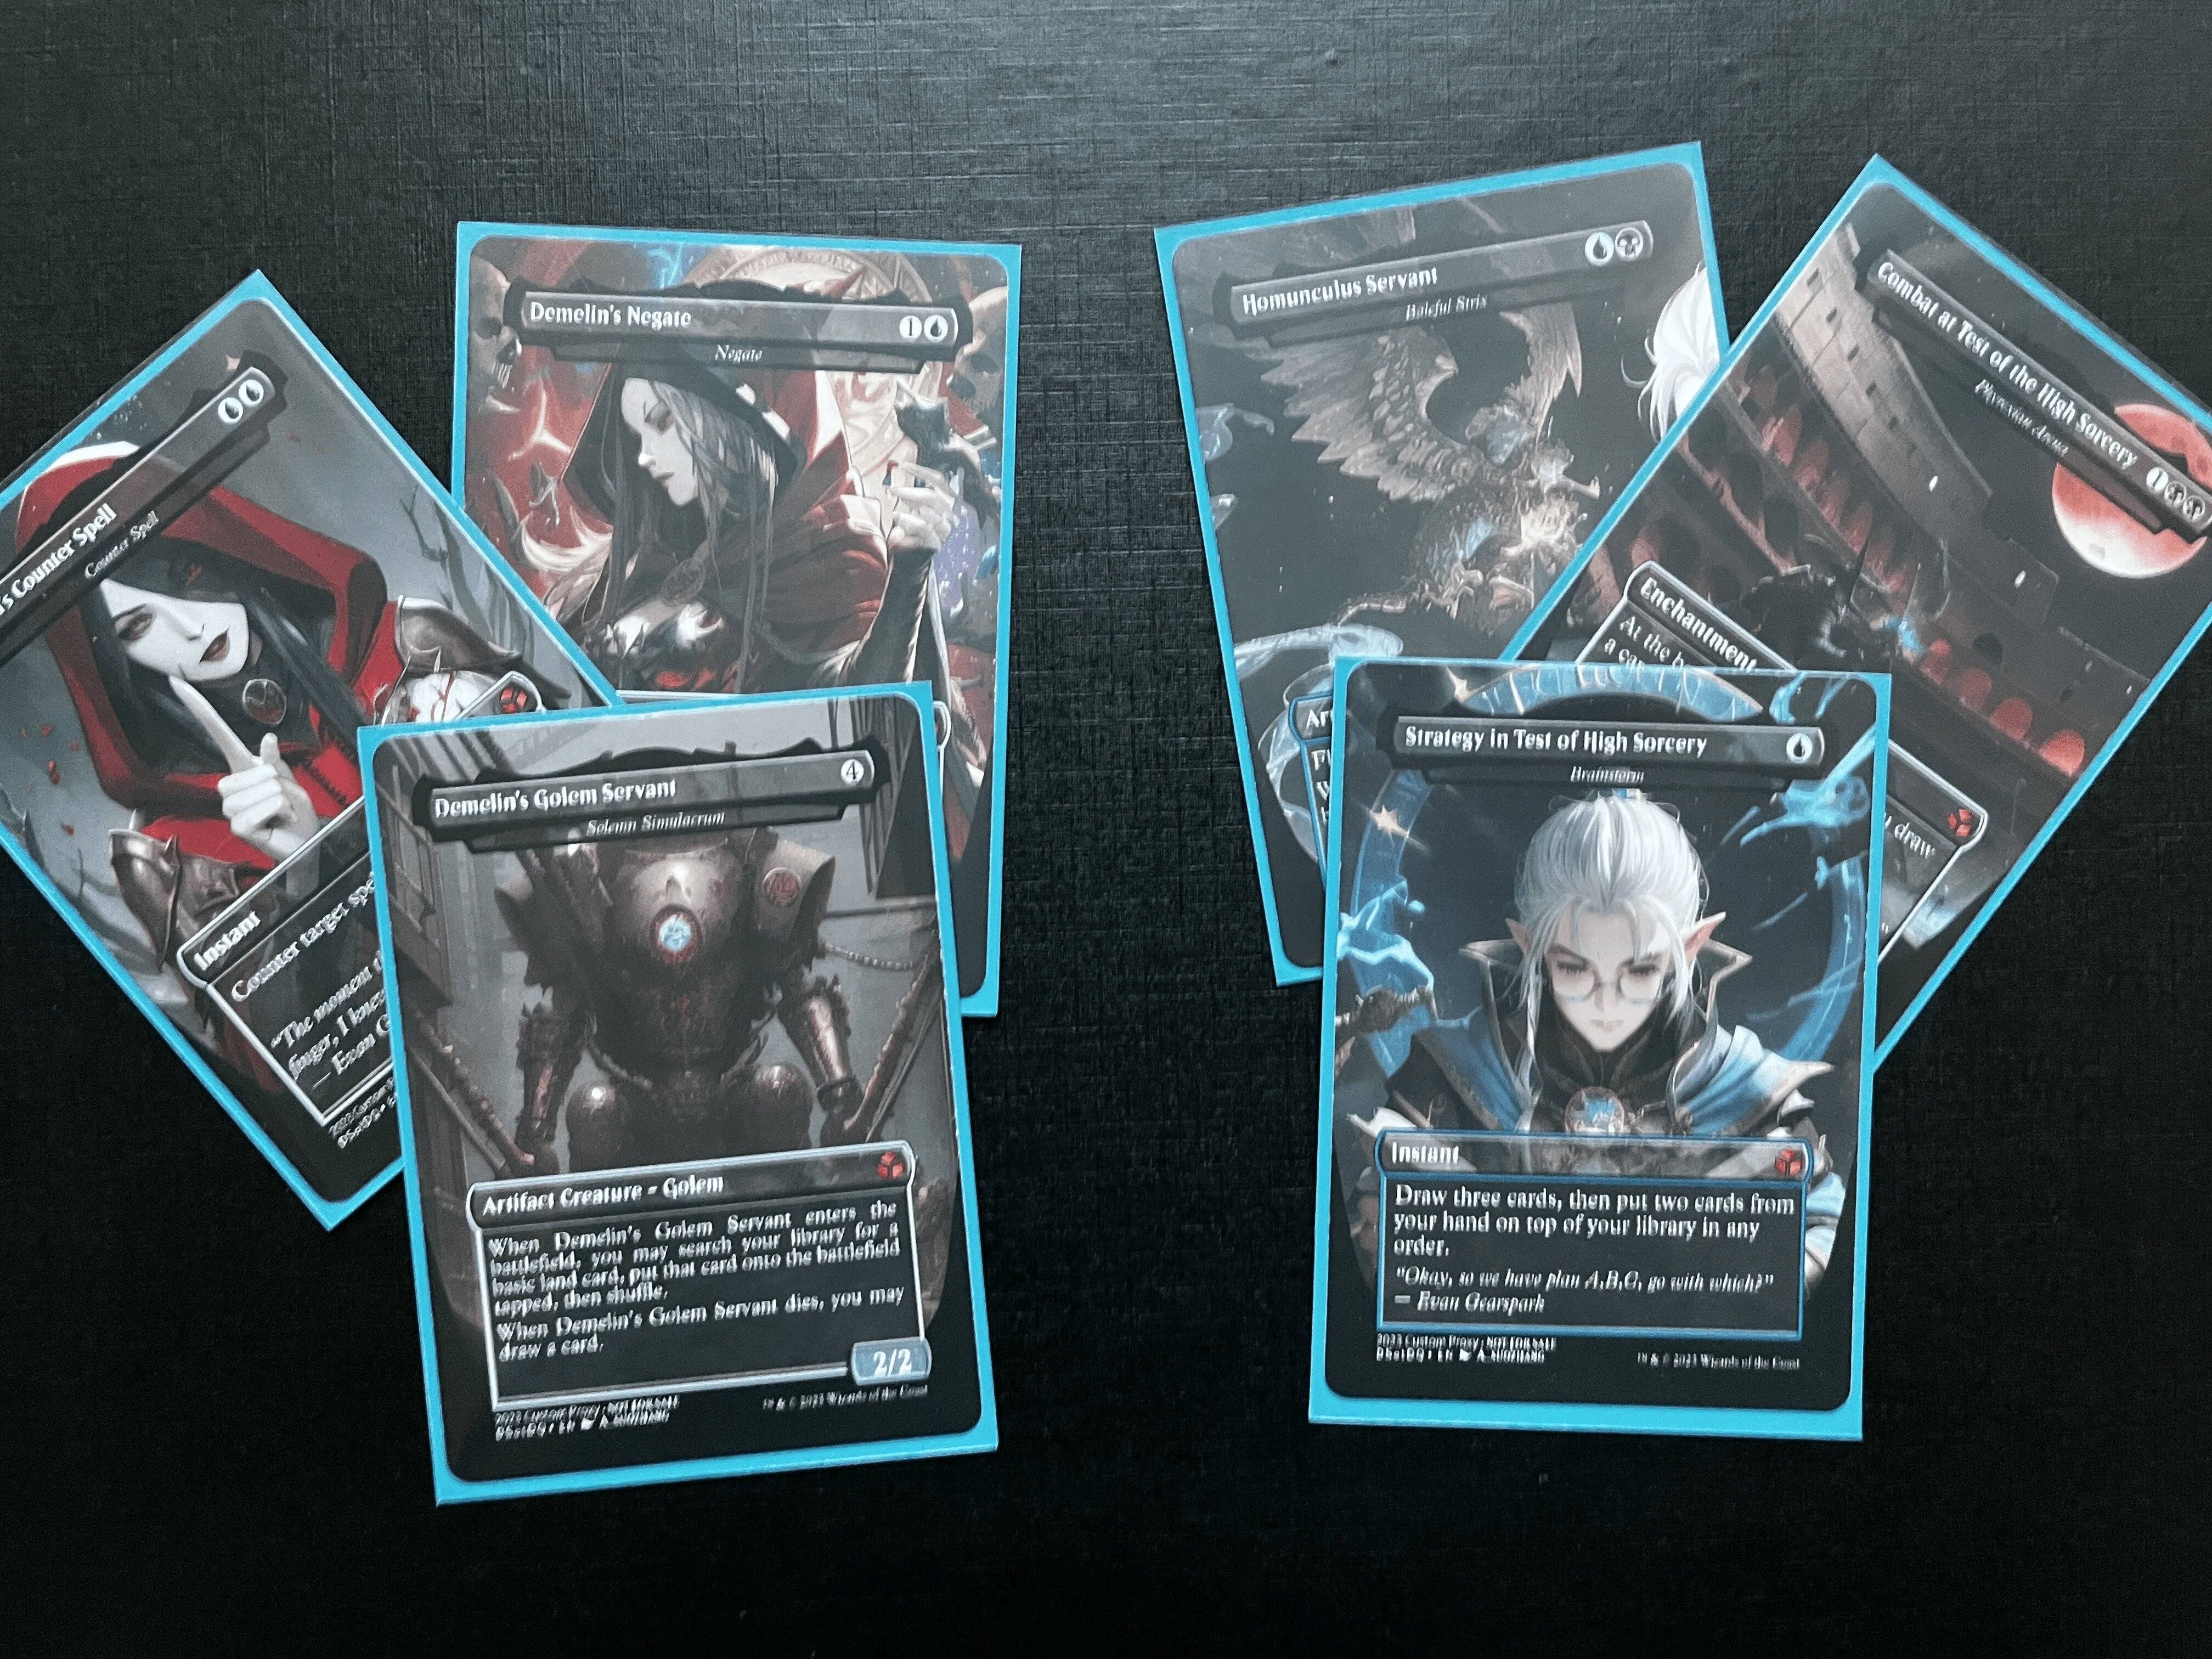 's Counter Spell
Counter Spell
Instant
Counter target spe
"The moment t
finger, I knew
— Evan G
Demelin's Negate
1
Negate
Demelin's Golem Servant
4
Solemn Simulacrum
Artifact Creature - Golem
When Demelin's Golem Servant enters the
battlefield, you may search your library for a
basic land card, put that card onto the battlefield
tapped, then shuffle.
When Demelin's Golem Servant dies, you may
draw a card.
2/2
2023 Custom Proxy - NOT FOR SALE
™ & © 2023 Wizards of the Coast
Homunculus Servant
Baleful Strix
Combat at Test of the High Sorcery
1
Phyrexian Arena
Enchantment
At the b
a car
draw
Strategy in Test of High Sorcery
Brainstorm
Instant
Draw three cards, then put two cards from
your hand on top of your library in any
order.
"Okay, so we have plan A,B,C, go with which?"
— Evan Gearspark
2023 Custom Proxy - NOT FOR SALE
™ & © 2023 Wizards of the Coast